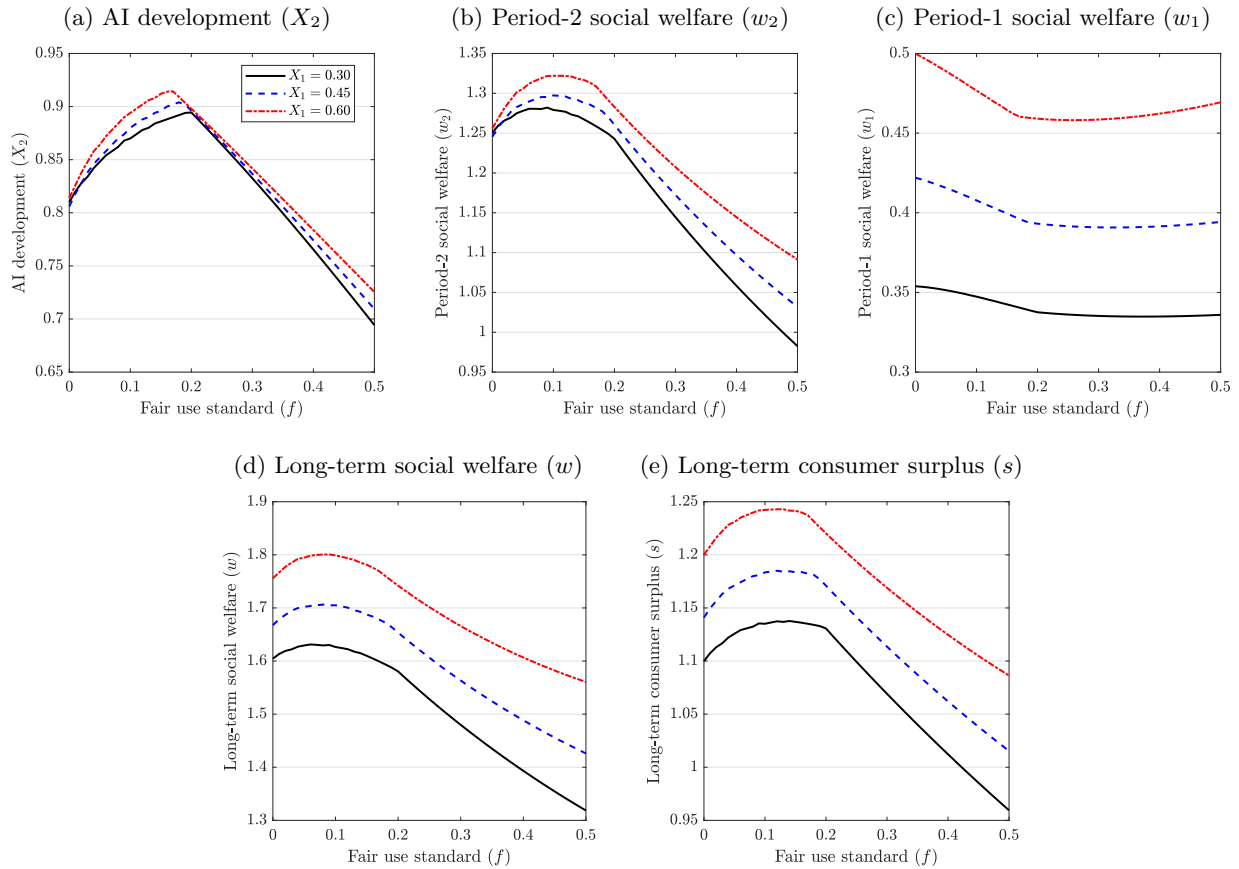 (a) AI development (X₂)
0.95
0.9
0.85
0.8
0.75
0.7
0.65
0 0.1 0.2 0.3 0.4 0.5
AI development (X₂)
Fair use standard (f)
X₁ = 0.30
X₁ = 0.45
X₁ = 0.60
(b) Period-2 social welfare (w₂)
1.35
1.3
1.25
1.2
1.15
1.1
1.05
1
0.95
0 0.1 0.2 0.3 0.4 0.5
Period-2 social welfare (w₂)
Fair use standard (f)
(c) Period-1 social welfare (w₁)
0.5
0.45
0.4
0.35
0.3
0 0.1 0.2 0.3 0.4 0.5
Period-1 social welfare (w₁)
Fair use standard (f)
(d) Long-term social welfare (w)
1.9
1.8
1.7
1.6
1.5
1.4
1.3
0 0.1 0.2 0.3 0.4 0.5
Long-term social welfare (w)
Fair use standard (f)
(e) Long-term consumer surplus (s)
1.25
1.2
1.15
1.1
1.05
1
0.95
0 0.1 0.2 0.3 0.4 0.5
Long-term consumer surplus (s)
Fair use standard (f)